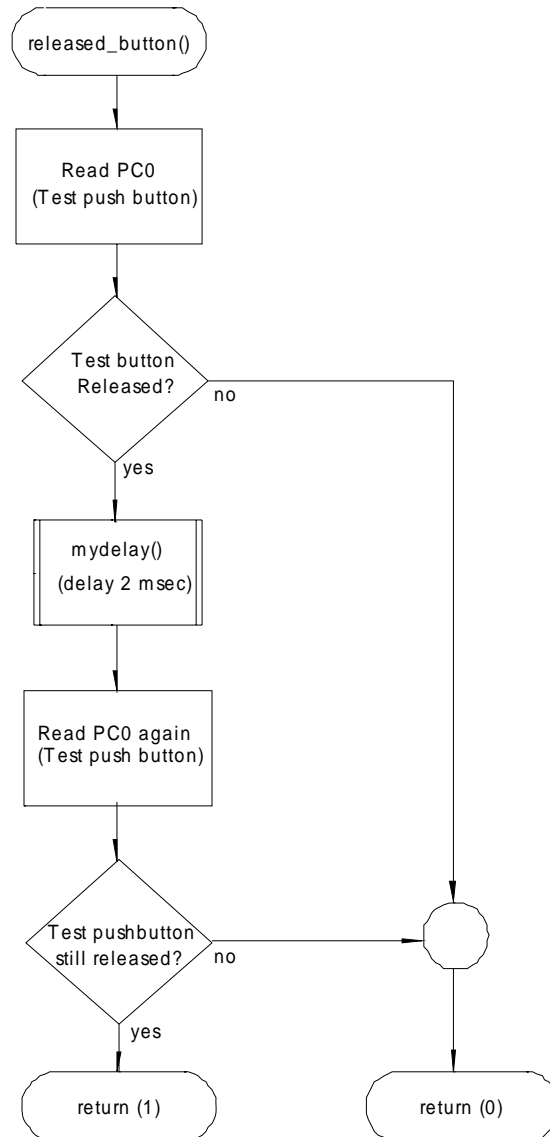 released_button()
Read PC0
(Test push button)
Test button
Released?
no
yes
mydelay()
(delay 2 msec)
Read PC0 again
(Test push button)
Test pushbutton
still released?
no
yes
return (1)
return (0)